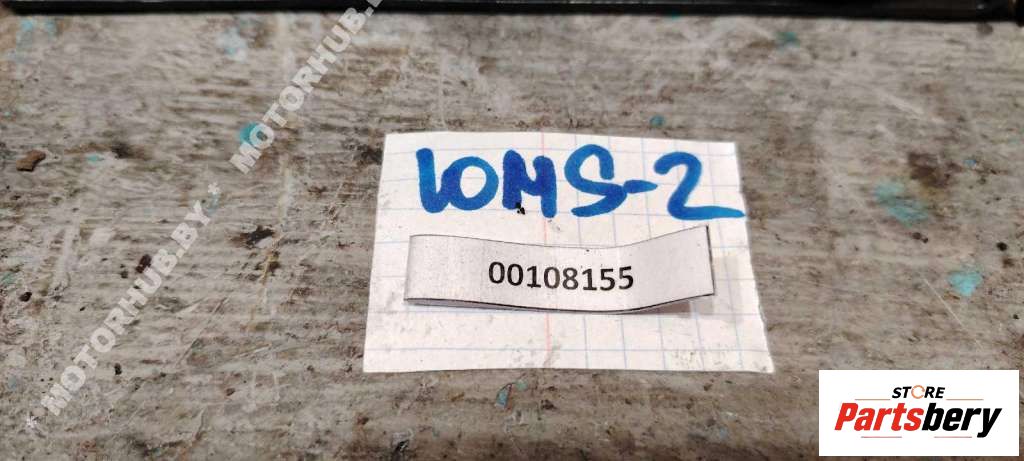 * MOTORHUB.BY * MOTORHUB.BY *
10MS-2
00108155
STORE
Partsbery